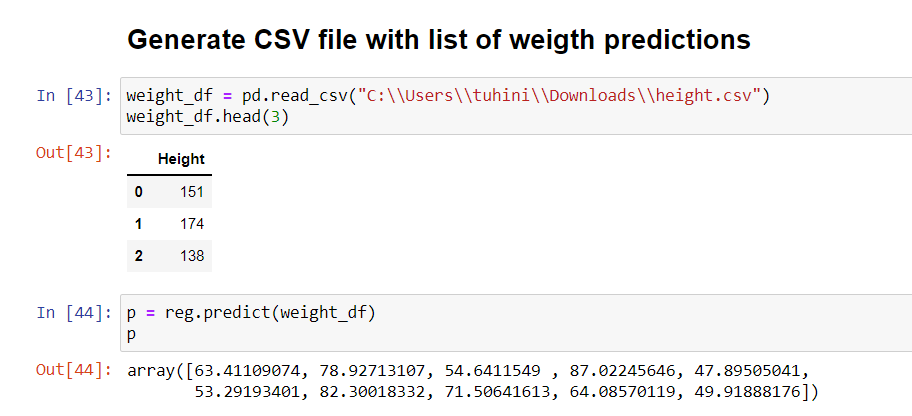 Generate CSV file with list of weigth predictions
In [43]: weight_df = pd.read_csv("C:\\Users\\tuhini\\Downloads\\height.csv")
weight_df.head(3)
Out[43]:
Height
0 151
1 174
2 138
In [44]: p = reg.predict(weight_df)
p
Out[44]: array([63.41109074, 78.92713107, 54.6411549 , 87.02245646, 47.89505041,
53.29193401, 82.30018332, 71.50641613, 64.08570119, 49.91888176])